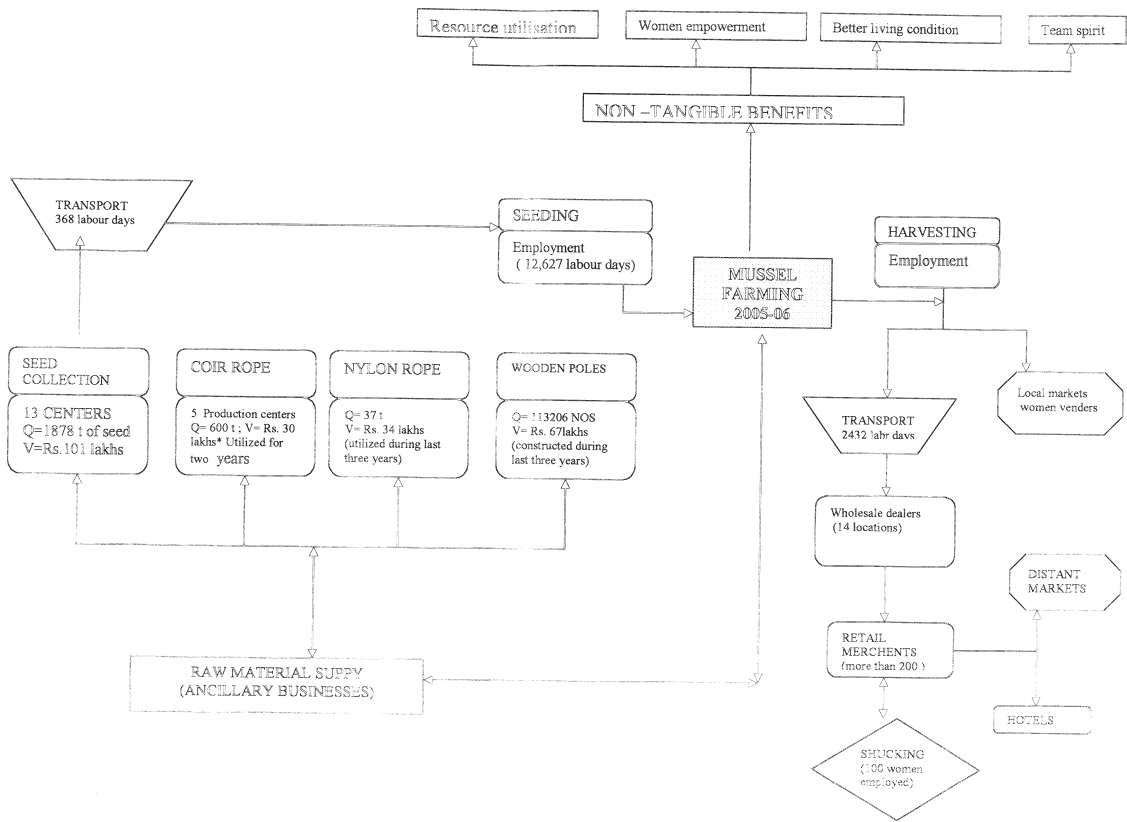 Resource utilisation
Women empowerment
Better living condition
Team spirit
NON –TANGIBLE BENEFITS
TRANSPORT
368 labour days
SEEDING
Employment
( 12,627 labour days)
MUSSEL
FARMING
2005-06
HARVESTING
Employment
SEED
COLLECTION
13 CENTERS
Q=1878 t of seed
V=Rs.101 lakhs
COIR ROPE
5 Production centers
Q= 600 t ; V= Rs. 30
lakhs* Utilized for
two years
NYLON ROPE
Q= 37 t
V= Rs. 34 lakhs
(utilized during last
three years)
WOODEN POLES
Q= 113206 NOS
V= Rs. 67lakhs
(constructed during
last three years)
Local markets
women venders
TRANSPORT
2432 labr days
Wholesale dealers
(14 locations)
DISTANT
MARKETS
RETAIL
MERCHENTS
(more than 200 )
HOTELS
RAW MATERIAL SUPPY
(ANCILLARY BUSINESSES)
SHUCKING
(100 women
employed)